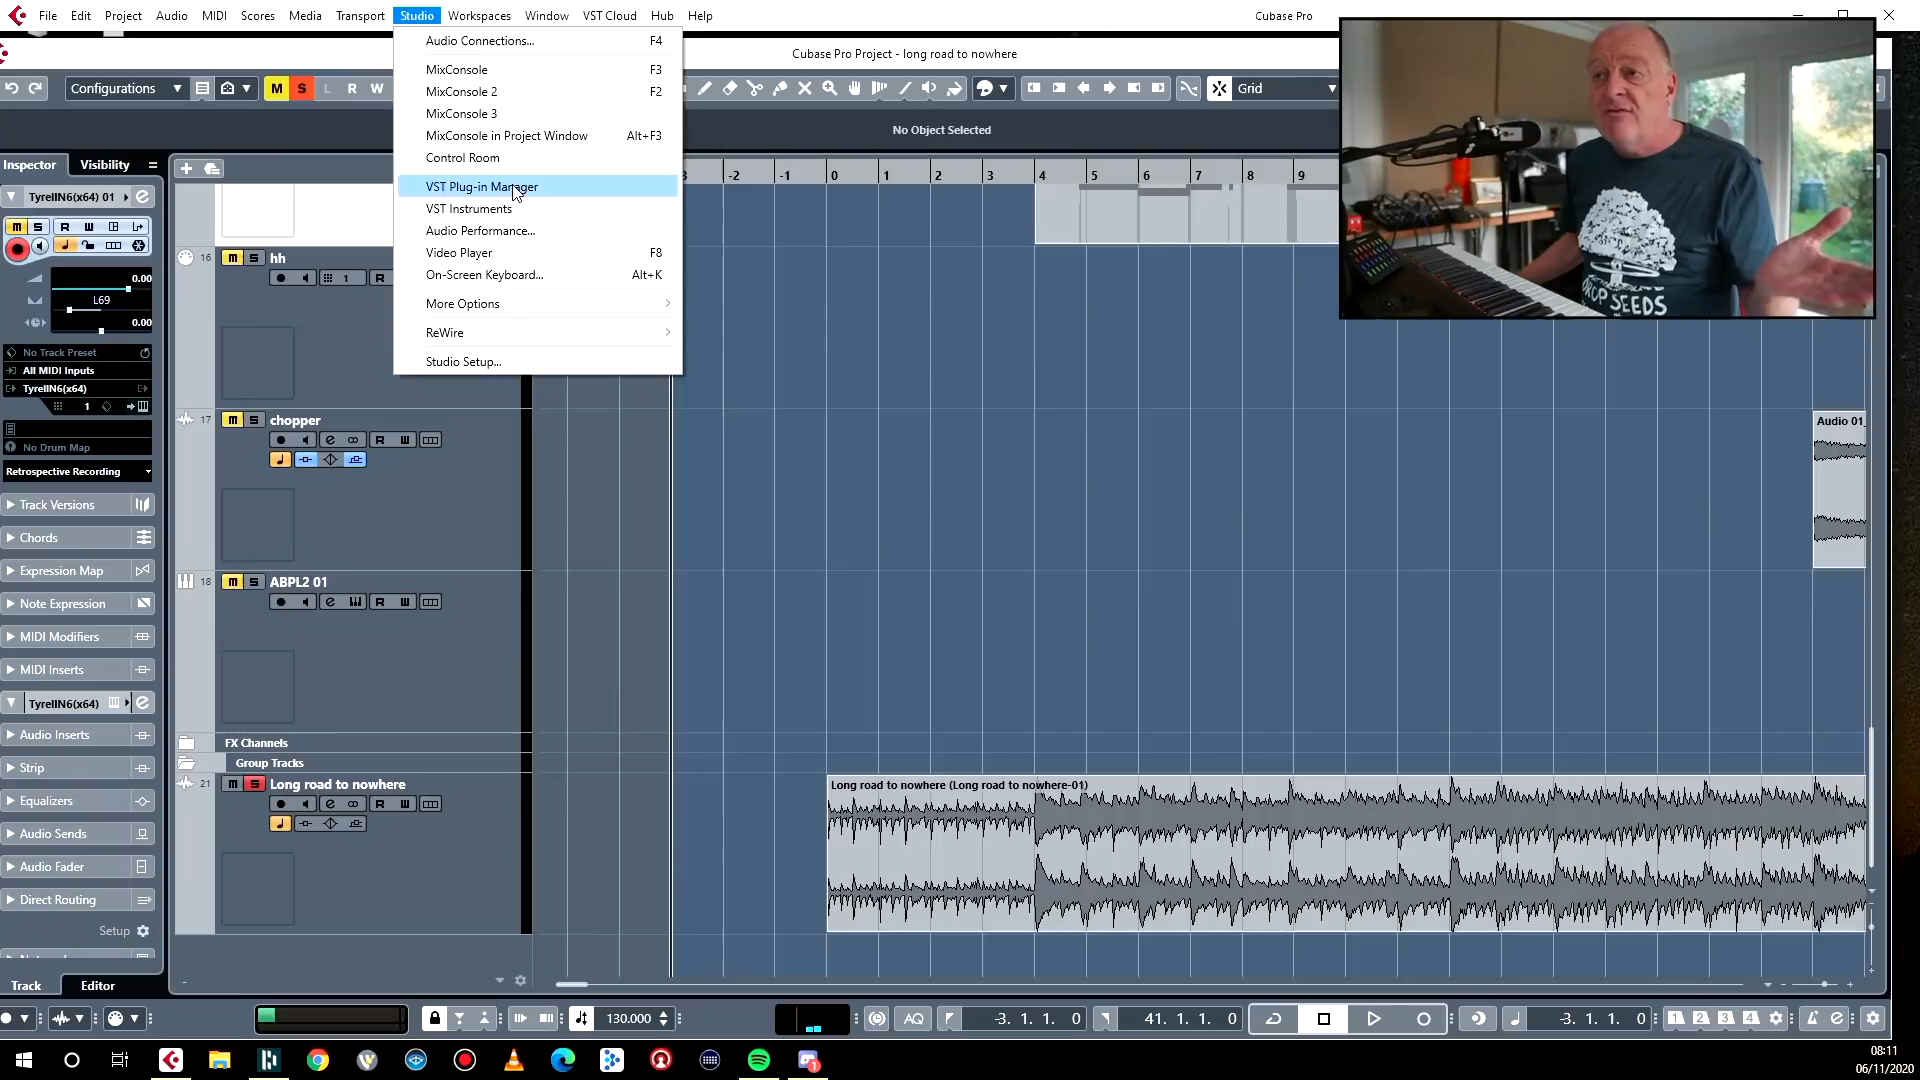 File Edit Project Audio MIDI Scores Media Transport Studio Workspaces Window VST Cloud Hub Help
Cubase Pro
Cubase Pro Project - long road to nowhere
Configurations
M S L R W
Grid
No Object Selected
Audio Connections... F4
MixConsole F3
MixConsole 2 F2
MixConsole 3
MixConsole in Project Window Alt+F3
Control Room
VST Plug-in Manager
VST Instruments
Audio Performance...
Video Player F8
On-Screen Keyboard... Alt+K
More Options
ReWire
Studio Setup...
Inspector Visibility
TyrellN6(x64) 01
M S R W
0.00
L69
0.00
No Track Preset
All MIDI Inputs
TyrellN6(x64)
1
No Drum Map
Retrospective Recording
Track Versions
Chords
Expression Map
Note Expression
MIDI Modifiers
MIDI Inserts
TyrellN6(x64)
Audio Inserts
Strip
Equalizers
Audio Sends
Audio Fader
Direct Routing
Setup
Track Editor
3 -2 -1 0 1 2 3 4 5 6 7 8 9
16 m S hh
1 R
17 m S chopper
e R W
Audio 01_
18 m S ABPL2 01
e R W
FX Channels
Group Tracks
21 m S Long road to nowhere
e R W
Long road to nowhere (Long road to nowhere-01)
DROP SEEDS
130.000
AQ
-3. 1. 1. 0
41. 1. 1. 0
-3. 1. 1. 0
1 2 3 4
08:11
06/11/2020